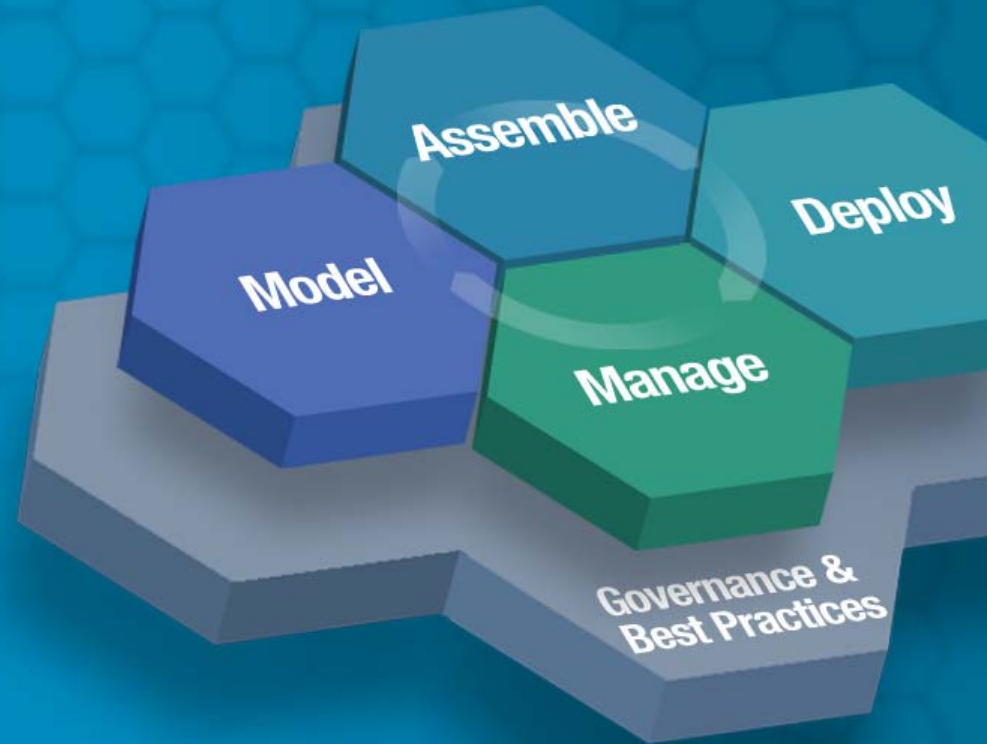 Assemble
Deploy
Model
Manage
Governance &
Best Practices